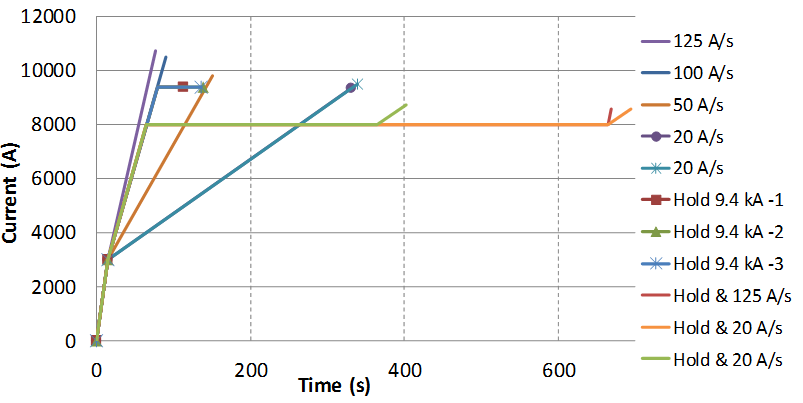 12000
10000
8000
6000
4000
2000
0
Current (A)
0
200
400
600
Time (s)
125 A/s
100 A/s
50 A/s
20 A/s
20 A/s
Hold 9.4 kA -1
Hold 9.4 kA -2
Hold 9.4 kA -3
Hold & 125 A/s
Hold & 20 A/s
Hold & 20 A/s